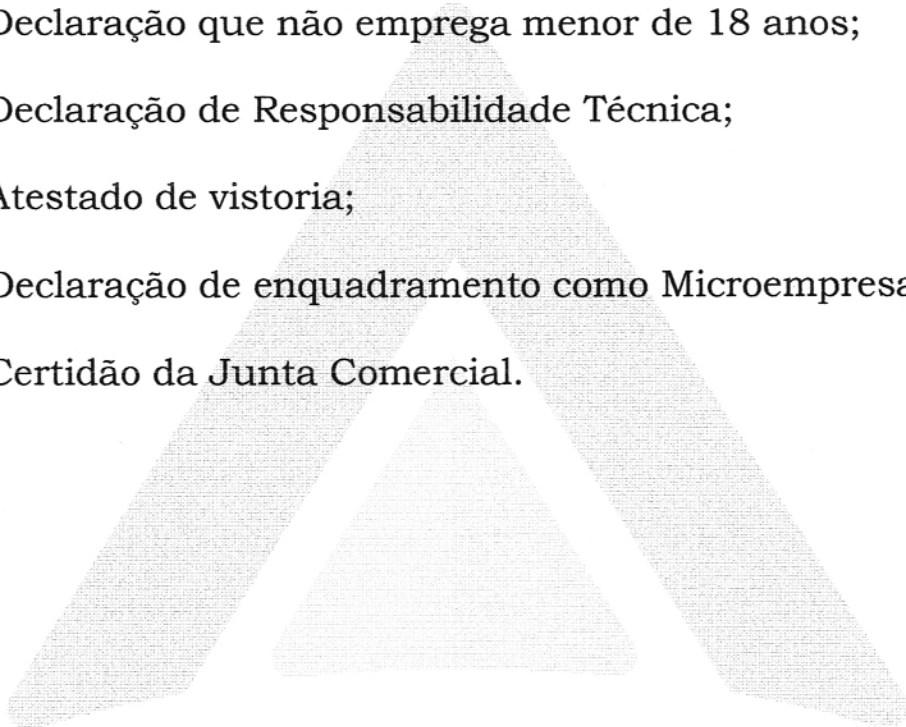 Declaração que não emprega menor de 18 anos;
Declaração de Responsabilidade Técnica;
Atestado de vistoria;
Declaração de enquadramento como Microempresa
Certidão da Junta Comercial.